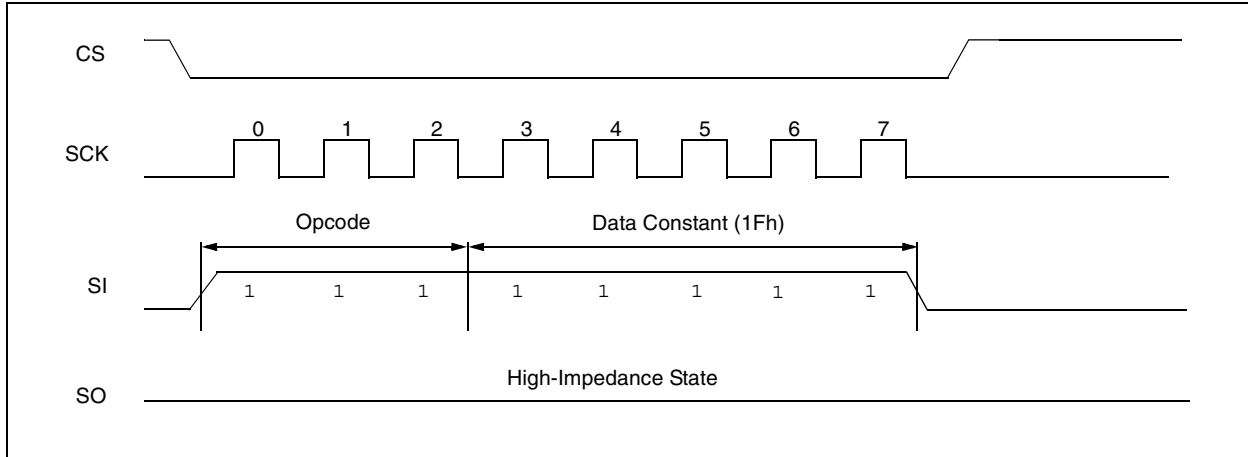 CS
SCK
0 1 2 3 4 5 6 7
Opcode
Data Constant (1Fh)
SI
1 1 1 1 1 1 1 1
High-Impedance State
SO